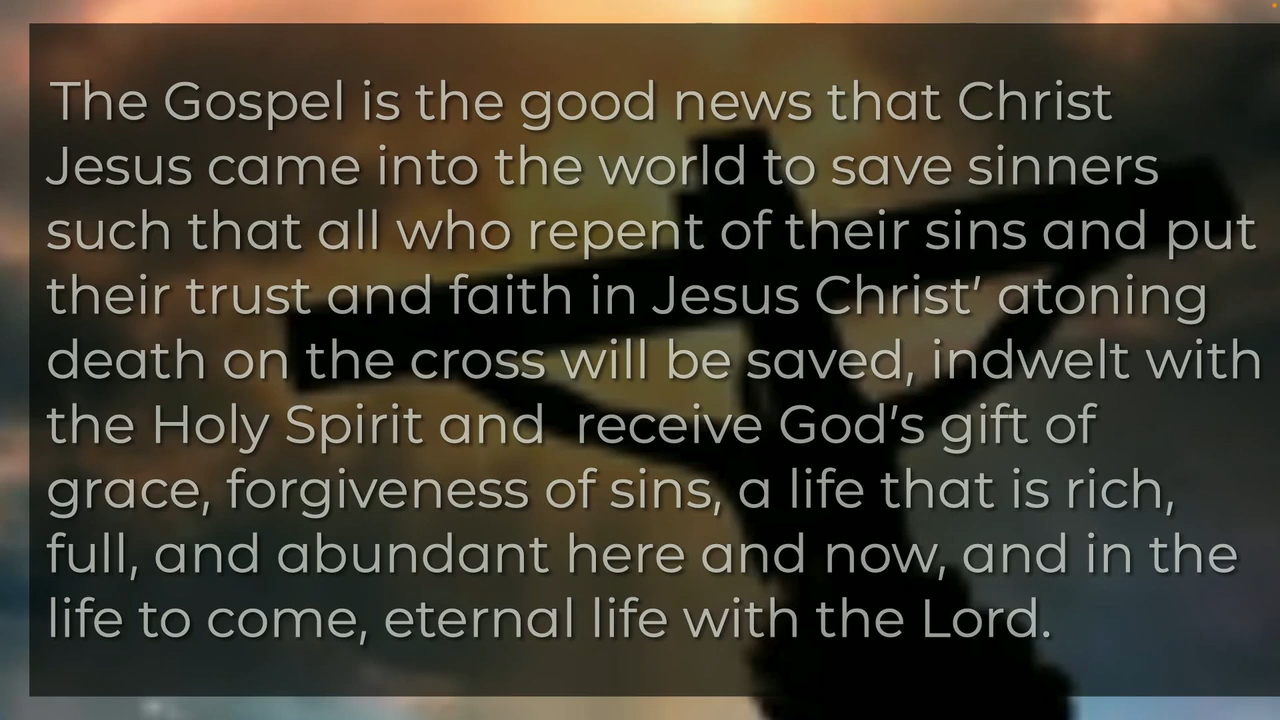 The Gospel is the good news that Christ
Jesus came into the world to save sinners
such that all who repent of their sins and put
their trust and faith in Jesus Christ’ atoning
death on the cross will be saved, indwelt with
the Holy Spirit and  receive God’s gift of
grace, forgiveness of sins, a life that is rich,
full, and abundant here and now, and in the
life to come, eternal life with the Lord.